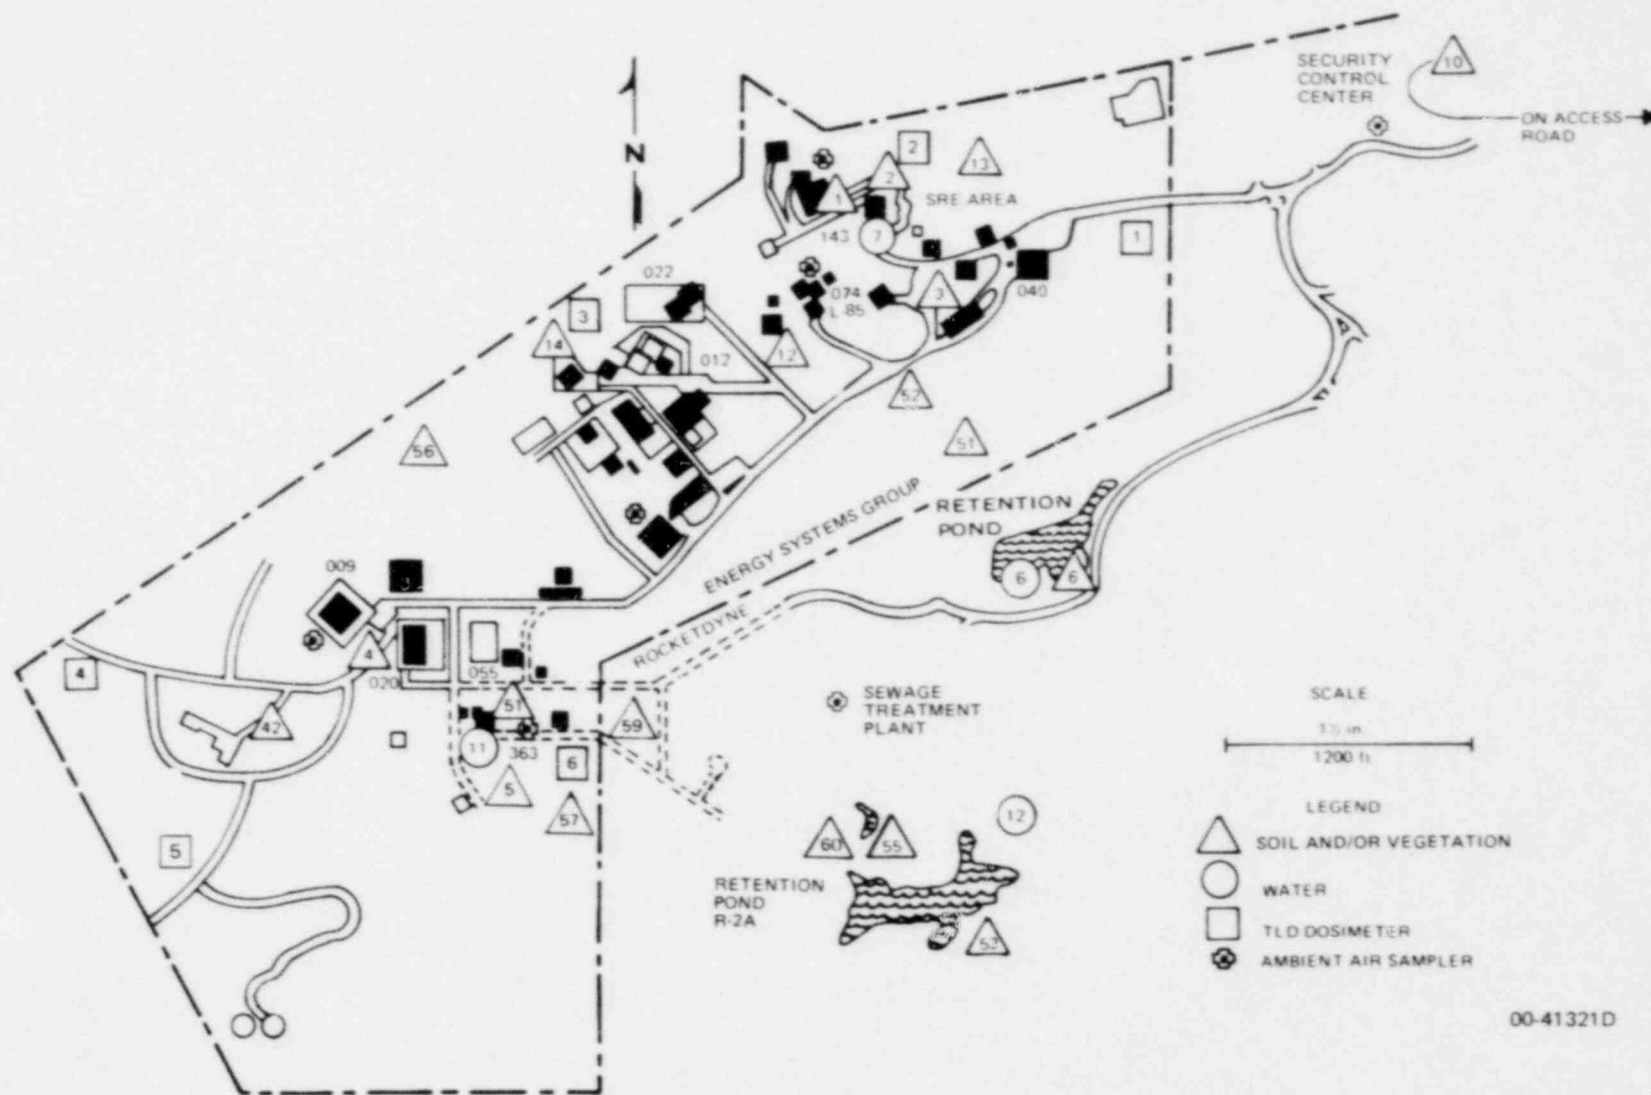 SECURITY
CONTROL
CENTER
10
ON ACCESS
ROAD
N
2
2
13
1
SRE AREA
143
7
1
022
3
074
L-85
3
040
14
012
12
52
56
51
RETENTION
POND
ENERGY SYSTEMS GROUP
6
6
009
ROCKETDYNE
4
4
020
055
51
59
42
11
363
6
5
57
5
SEWAGE
TREATMENT
PLANT
SCALE
1200 ft
12
60
55
RETENTION
POND
R-2A
53
LEGEND
SOIL AND/OR VEGETATION
WATER
TLD DOSIMETER
AMBIENT AIR SAMPLER
00-41321D